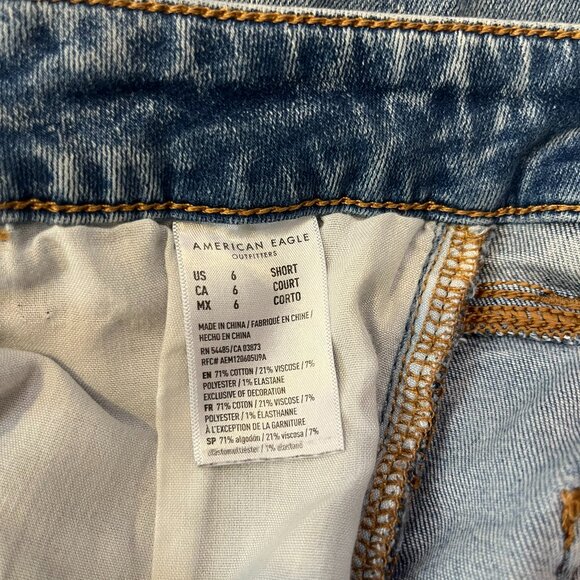 AMERICAN EAGLE
OUTFITTERS
US 6 SHORT
CA 6 COURT
MX 6 CORTO
MADE IN CHINA / FABRIQUÉ EN CHINE /
HECHO EN CHINA
RN 54485/CA 03873
RFC# AEM120605U9A
EN 71% COTTON / 21% VISCOSE / 7%
POLYESTER / 1% ELASTANE
EXCLUSIVE OF DECORATION
FR 71% COTON / 21% VISCOSE / 7%
POLYESTER / 1% ÉLASTHANNE
À L'EXCEPTION DE LA GARNITURE
SP 71% algodón / 21% viscosa / 7%
/ 1% elastano